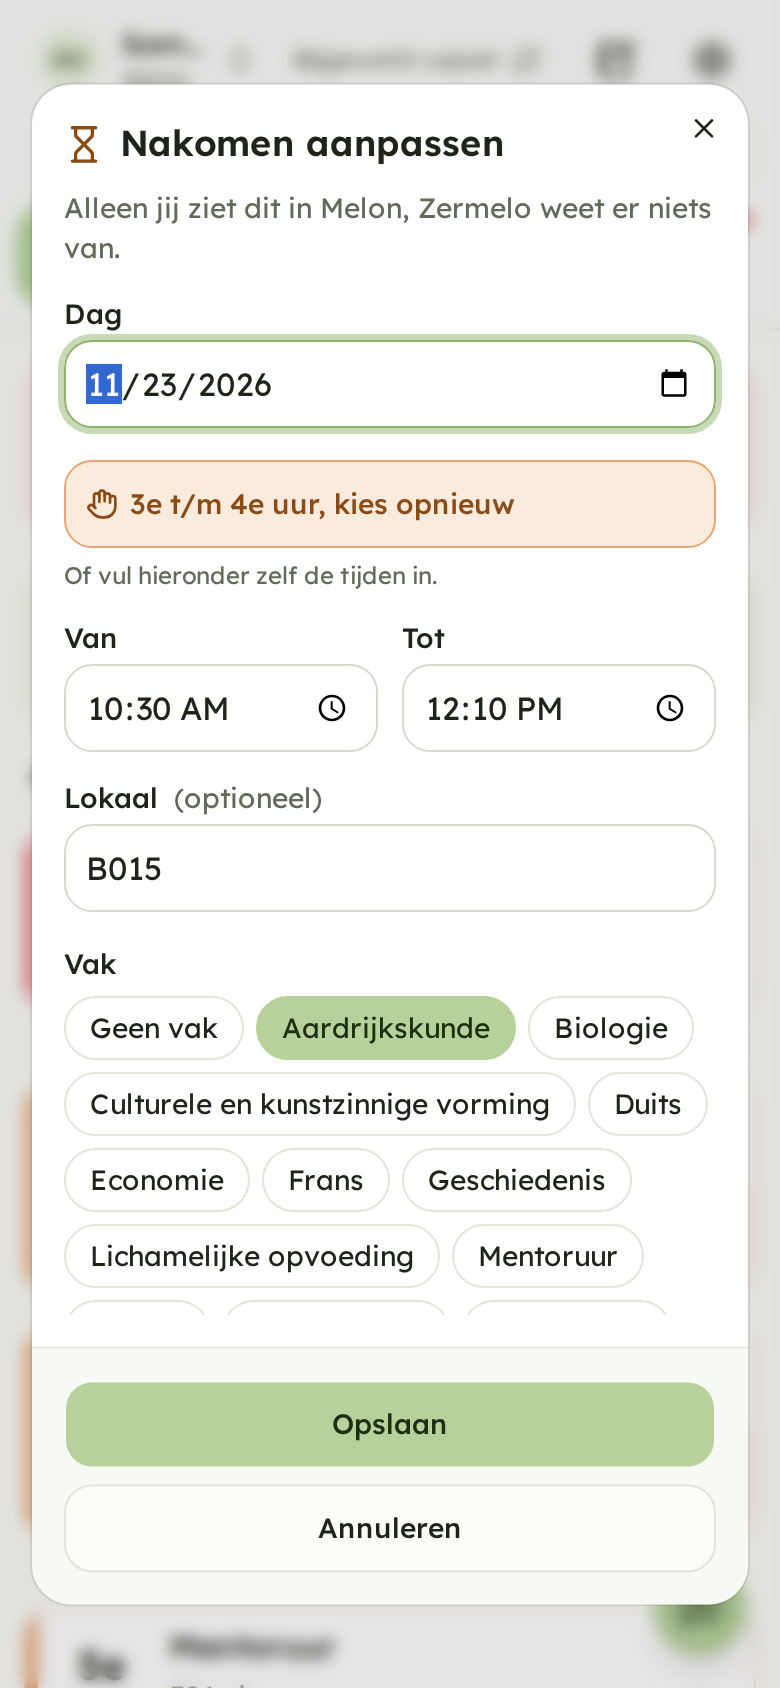 Nakomen aanpassen
Alleen jij ziet dit in Melon, Zermelo weet er niets
van.
Dag
11/23/2026
3e t/m 4e uur, kies opnieuw
Of vul hieronder zelf de tijden in.
Van
Tot
10:30 AM
12:10 PM
Lokaal (optioneel)
B015
Vak
Geen vak
Aardrijkskunde
Biologie
Culturele en kunstzinnige vorming
Duits
Economie
Frans
Geschiedenis
Lichamelijke opvoeding
Mentoruur
Opslaan
Annuleren
5e
Mentoruur